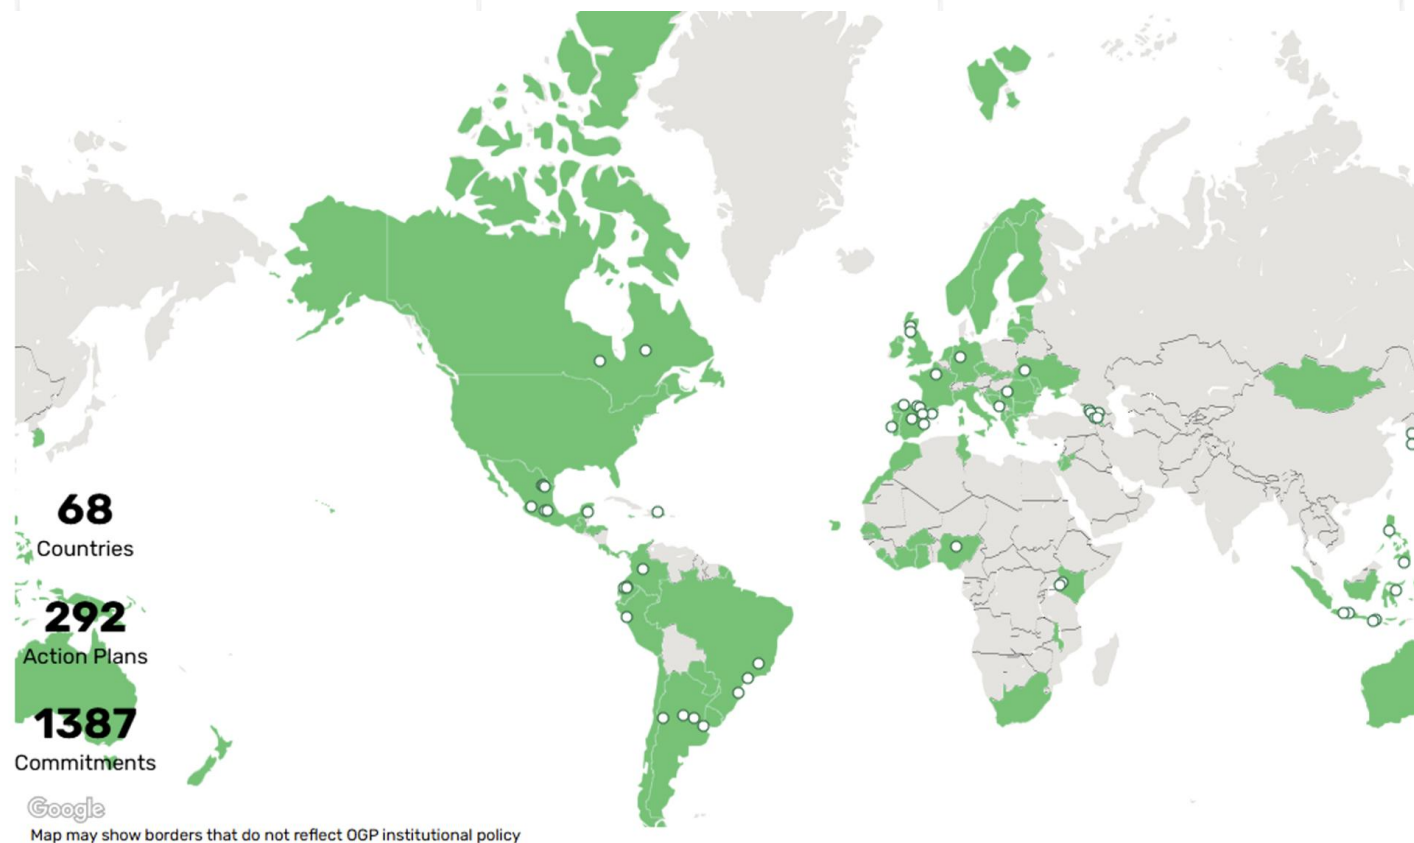 68
Countries
292
Action Plans
1387
Commitments
Google
Map may show borders that do not reflect OGP institutional policy